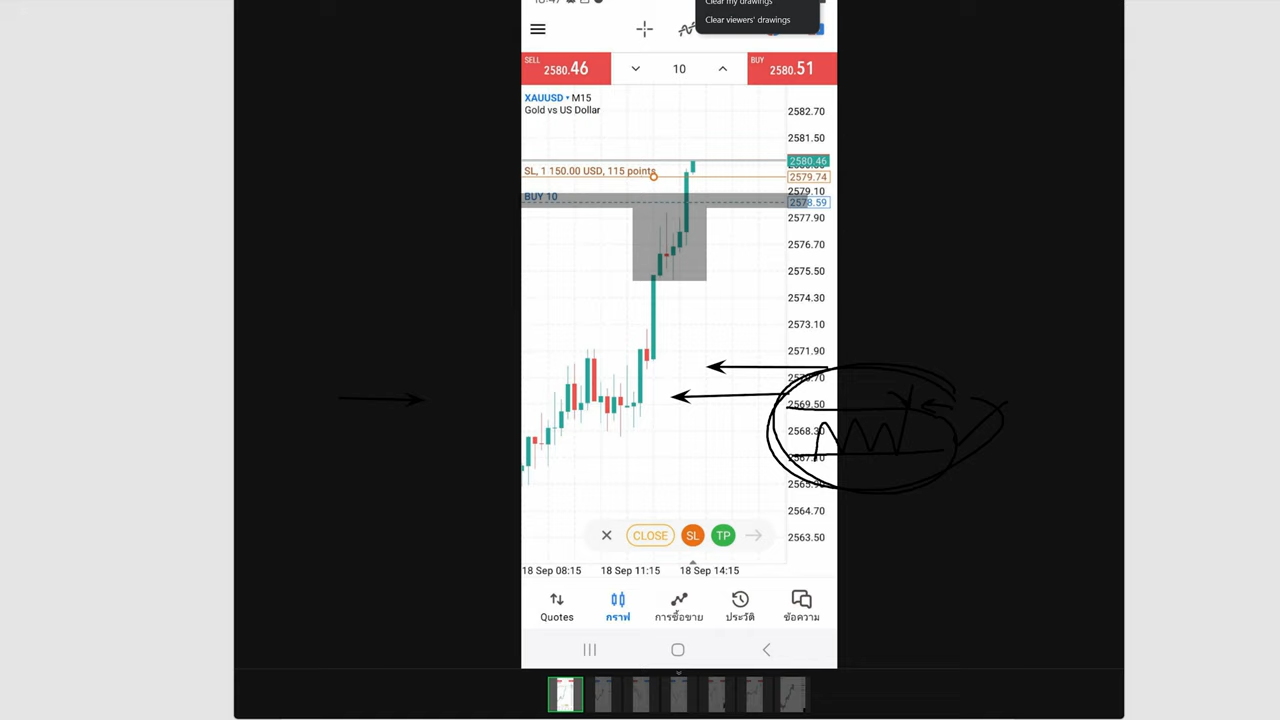 Clear my drawings
Clear viewers' drawings
SELL
2580.46
10
BUY
2580.51
XAUUSD M15
Gold vs US Dollar
2582.70
2581.50
2580.46
SL, 1 150.00 USD, 115 points
2579.74
2579.10
BUY 10
2578.59
2577.90
2576.70
2575.50
2574.30
2573.10
2571.90
2569.50
2568.30
2564.70
2563.50
CLOSE
SL
TP
18 Sep 08:15
18 Sep 11:15
18 Sep 14:15
Quotes
กราฟ
การซื้อขาย
ประวัติ
ข้อความ